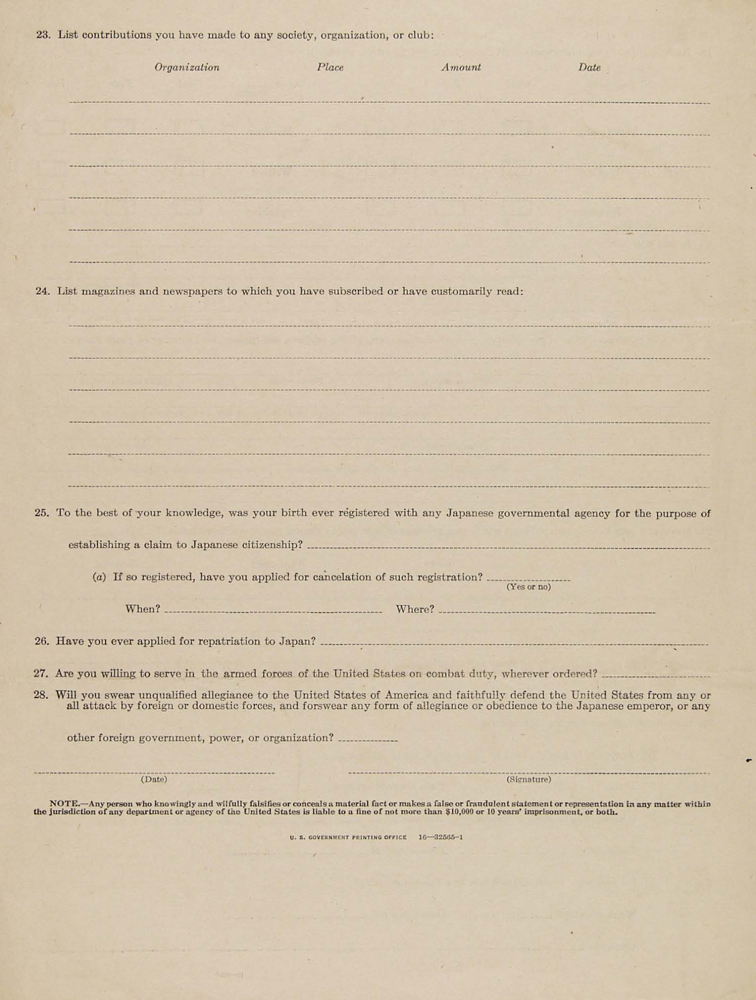 23. List contributions you have made to any society, organization, or club:
Organization Place Amount Date
24. List magazines and newspapers to which you have subscribed or have customarily read:
25. To the best of your knowledge, was your birth ever registered with any Japanese governmental agency for the purpose of
establishing a claim to Japanese citizenship?
(a) If so registered, have you applied for cancelation of such registration?
(Yes or no)
When? Where?
26. Have you ever applied for repatriation to Japan?
27. Are you willing to serve in the armed forces of the United States on combat duty, wherever ordered?
28. Will you swear unqualified allegiance to the United States of America and faithfully defend the United States from any or
all attack by foreign or domestic forces, and forswear any form of allegiance or obedience to the Japanese emperor, or any
other foreign government, power, or organization?
(Date) (Signature)
NOTE.—Any person who knowingly and wilfully falsifies or conceals a material fact or makes a false or fraudulent statement or representation in any matter within
the jurisdiction of any department or agency of the United States is liable to a fine of not more than $10,000 or 10 years' imprisonment, or both.
U. S. GOVERNMENT PRINTING OFFICE 16—32565-1